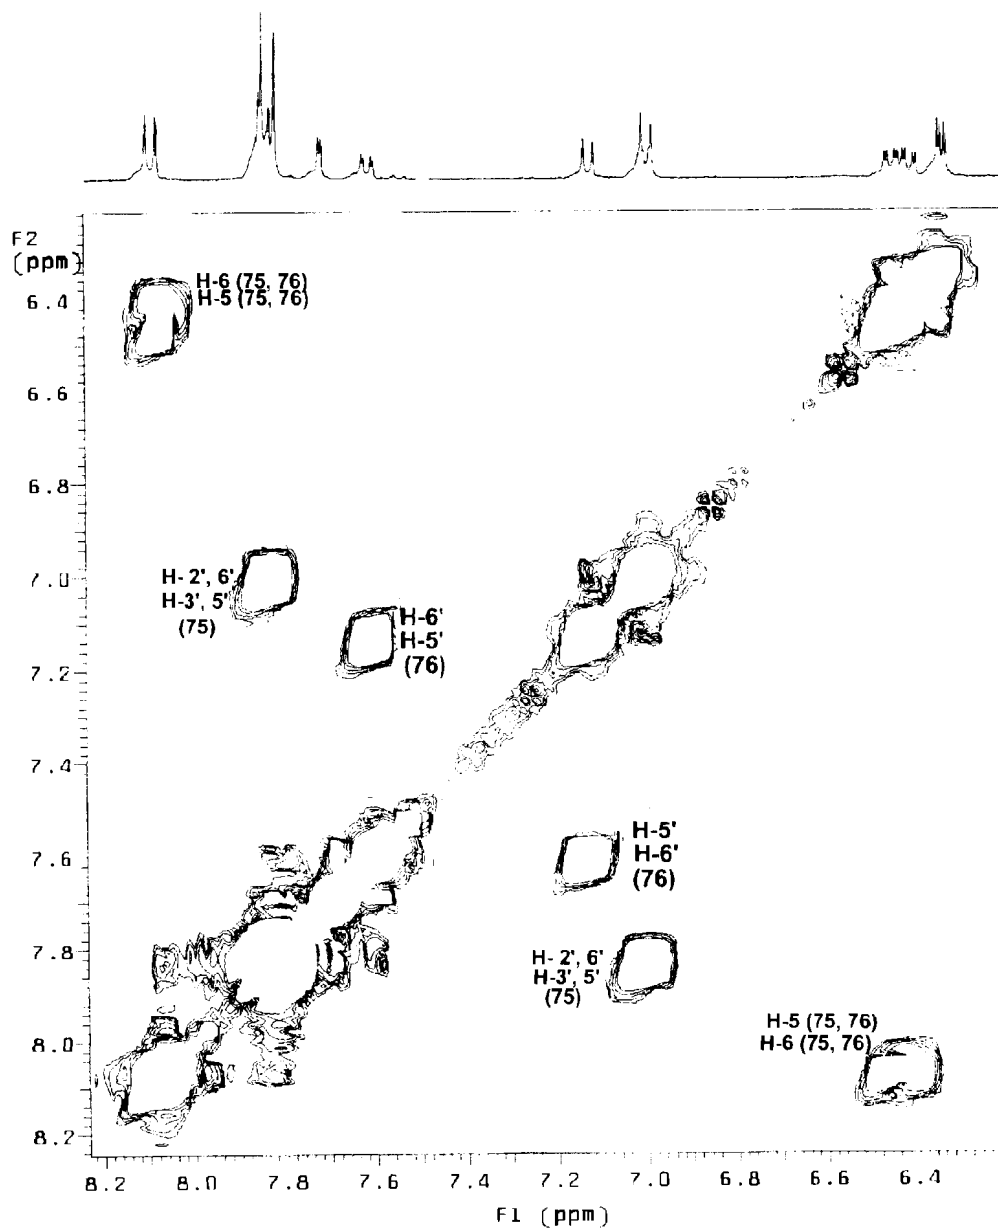 F2
(ppm)
H-6 (75, 76)
H-5 (75, 76)
6.4
6.6
6.8
H- 2', 6'
7.0
H-3', 5'
(75)
H-6'
H-5'
(76)
7.2
7.4
H-5'
7.6
H-6'
(76)
7.8
H- 2', 6'
H-3', 5'
(75)
H-5 (75, 76)
8.0
H-6 (75, 76)
8.2
8.2 8.0 7.8 7.6 7.4 7.2 7.0 6.8 6.6 6.4
F1 (ppm)